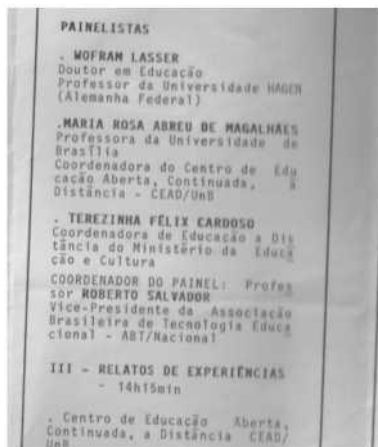 PAINELISTAS
. WOFRAM LASSER
Doutor em Educação
Professor da Universidade HAGEN
(Alemanha Federal)
.MARIA ROSA ABREU DE MAGALHÃES
Professora da Universidade de
Brasília
Coordenadora do Centro de Edu
cação Aberta, Continuada, a
Distância - CEAD/UnB
. TEREZINHA FÉLIX CARDOSO
Coordenadora de Educação a Dis
tância do Ministério da Educa
ção e Cultura
COORDENADOR DO PAINEL: Profes
sor ROBERTO SALVADOR
Vice-Presidente da Associação
Brasileira de Tecnologia Educa
cional - ABT/Nacional
III - RELATOS DE EXPERIÊNCIAS
- 14h15min
. Centro de Educação Aberta,
Continuada, a Distância CEAD/
UnB